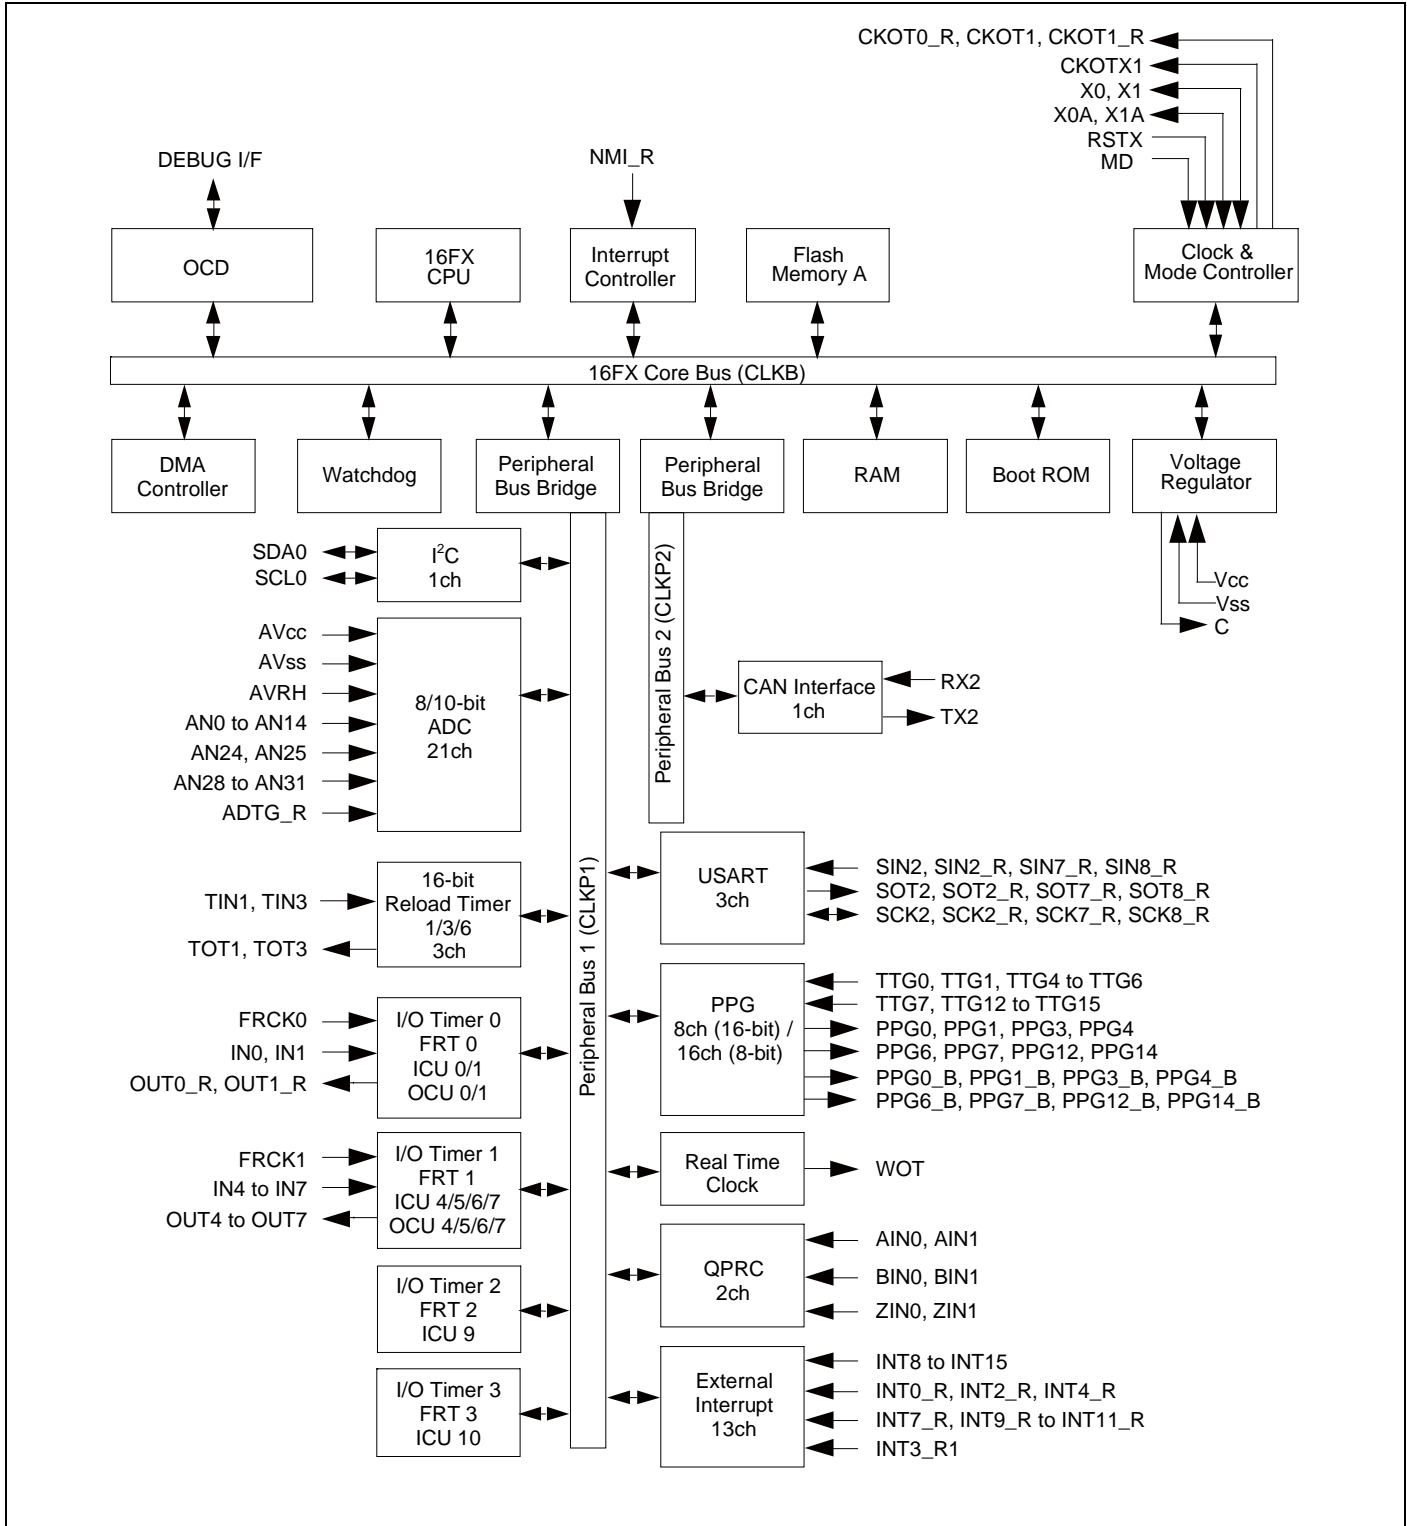 CKOT0_R, CKOT1, CKOT1_R
CKOTX1
X0, X1
X0A, X1A
RSTX
MD
DEBUG I/F
NMI_R
OCD
16FX
CPU
Interrupt
Controller
Flash
Memory A
Clock &
Mode Controller
16FX Core Bus (CLKB)
DMA
Controller
Watchdog
Peripheral
Bus Bridge
Peripheral
Bus Bridge
RAM
Boot ROM
Voltage
Regulator
Vcc
Vss
C
SDA0
SCL0
I²C
1ch
AVcc
AVss
AVRH
AN0 to AN14
AN24, AN25
AN28 to AN31
ADTG_R
8/10-bit
ADC
21ch
Peripheral Bus 2 (CLKP2)
CAN Interface
1ch
RX2
TX2
Peripheral Bus 1 (CLKP1)
TIN1, TIN3
TOT1, TOT3
16-bit
Reload Timer
1/3/6
3ch
USART
3ch
SIN2, SIN2_R, SIN7_R, SIN8_R
SOT2, SOT2_R, SOT7_R, SOT8_R
SCK2, SCK2_R, SCK7_R, SCK8_R
FRCK0
IN0, IN1
OUT0_R, OUT1_R
I/O Timer 0
FRT 0
ICU 0/1
OCU 0/1
PPG
8ch (16-bit) /
16ch (8-bit)
TTG0, TTG1, TTG4 to TTG6
TTG7, TTG12 to TTG15
PPG0, PPG1, PPG3, PPG4
PPG6, PPG7, PPG12, PPG14
PPG0_B, PPG1_B, PPG3_B, PPG4_B
PPG6_B, PPG7_B, PPG12_B, PPG14_B
FRCK1
IN4 to IN7
OUT4 to OUT7
I/O Timer 1
FRT 1
ICU 4/5/6/7
OCU 4/5/6/7
Real Time
Clock
WOT
QPRC
2ch
AIN0, AIN1
BIN0, BIN1
ZIN0, ZIN1
I/O Timer 2
FRT 2
ICU 9
I/O Timer 3
FRT 3
ICU 10
External
Interrupt
13ch
INT8 to INT15
INT0_R, INT2_R, INT4_R
INT7_R, INT9_R to INT11_R
INT3_R1